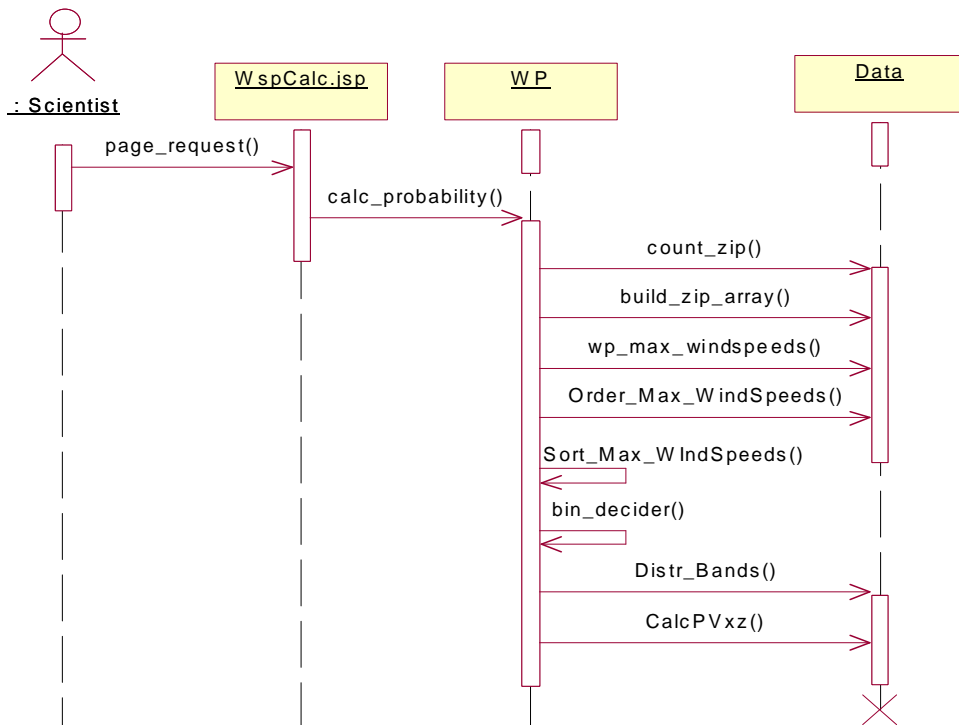 : Scientist
WspCalc.jsp
WP
Data
page_request()
calc_probability()
count_zip()
build_zip_array()
wp_max_windspeeds()
Order_Max_WindSpeeds()
Sort_Max_WIndSpeeds()
bin_decider()
Distr_Bands()
CalcPVxz()